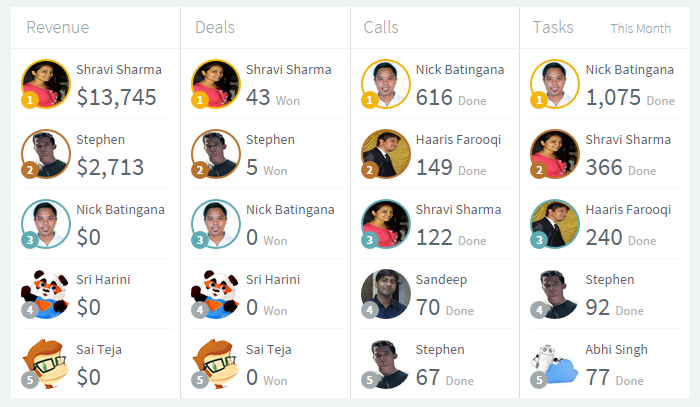 Revenue
1
Shravi Sharma
$13,745
2
Stephen
$2,713
3
Nick Batingana
$0
4
Sri Harini
$0
5
Sai Teja
$0
Deals
1
Shravi Sharma
43 Won
2
Stephen
5 Won
3
Nick Batingana
0 Won
4
Sri Harini
0 Won
5
Sai Teja
0 Won
Calls
1
Nick Batingana
616 Done
2
Haaris Farooqi
149 Done
3
Shravi Sharma
122 Done
4
Sandeep
70 Done
5
Stephen
67 Done
Tasks This Month
1
Nick Batingana
1,075 Done
2
Shravi Sharma
366 Done
3
Haaris Farooqi
240 Done
4
Stephen
92 Done
5
Abhi Singh
77 Done